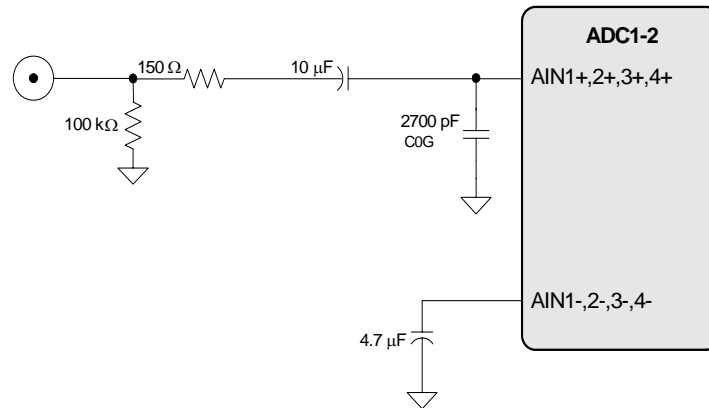 ADC1-2
150 Ω
10 μF
AIN1+,2+,3+,4+
100 kΩ
2700 pF
C0G
AIN1-,2-,3-,4-
4.7 μF